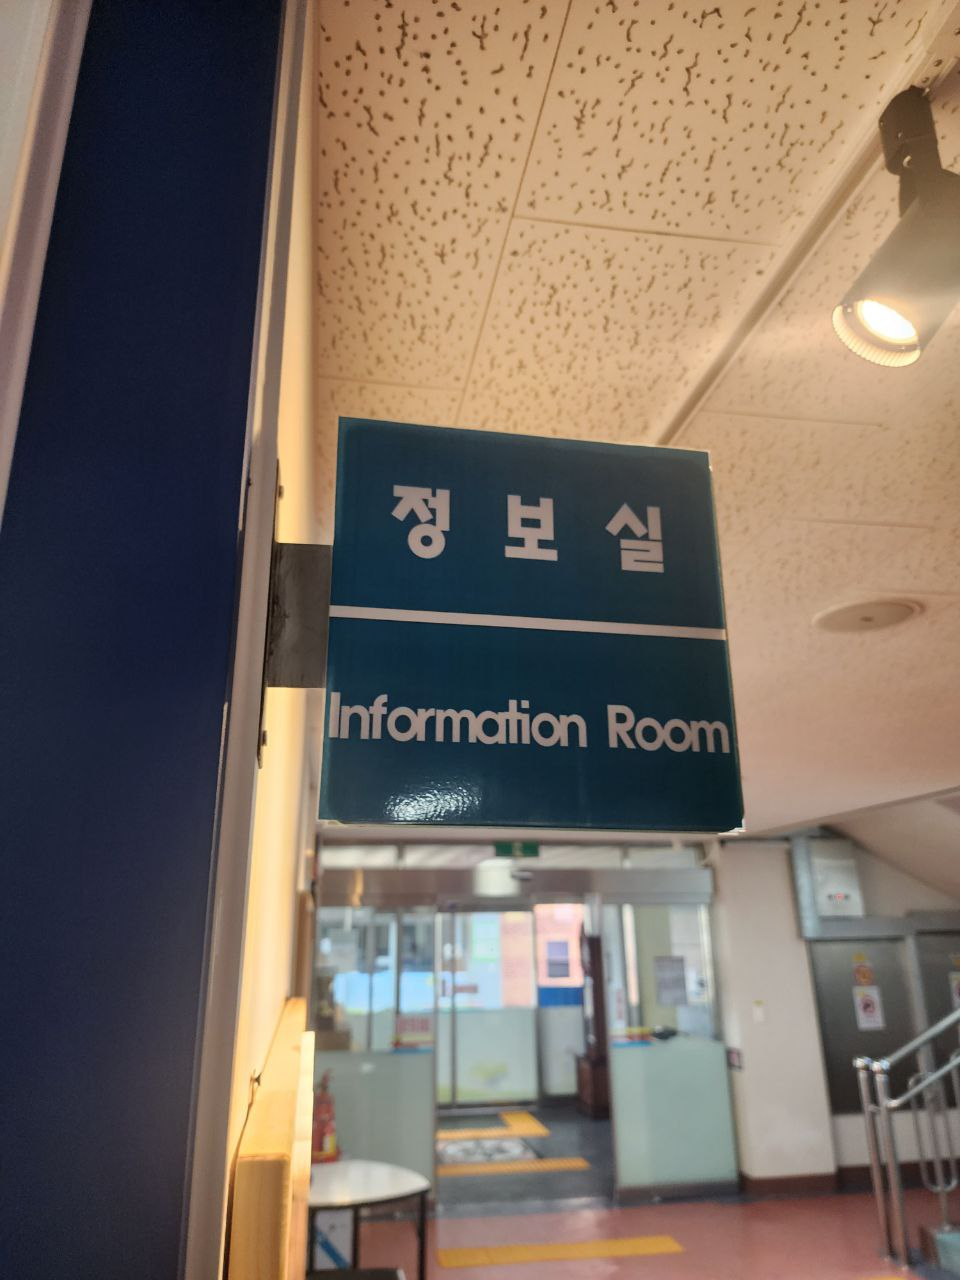 정보실
Information Room